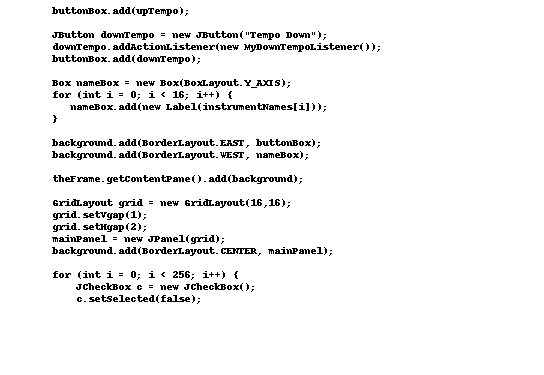 buttonBox.add(upTempo);
JButton downTempo = new JButton("Tempo Down");
downTempo.addActionListener(new MyDownTempoListener());
buttonBox.add(downTempo);
Box nameBox = new Box(BoxLayout.Y_AXIS);
for (int i = 0; i < 16; i++) {
nameBox.add(new Label(instrumentNames[i]));
}
background.add(BorderLayout.EAST, buttonBox);
background.add(BorderLayout.WEST, nameBox);
theFrame.getContentPane().add(background);
GridLayout grid = new GridLayout(16,16);
grid.setVgap(1);
grid.setHgap(2);
mainPanel = new JPanel(grid);
background.add(BorderLayout.CENTER, mainPanel);
for (int i = 0; i < 256; i++) {
JCheckBox c = new JCheckBox();
c.setSelected(false);